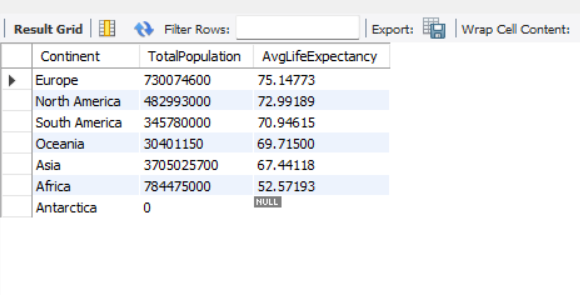 Result Grid Filter Rows: Export: Wrap Cell Content:
Continent TotalPopulation AvgLifeExpectancy
Europe 730074600 75.14773
North America 482993000 72.99189
South America 345780000 70.94615
Oceania 30401150 69.71500
Asia 3705025700 67.44118
Africa 784475000 52.57193
Antarctica 0 NULL